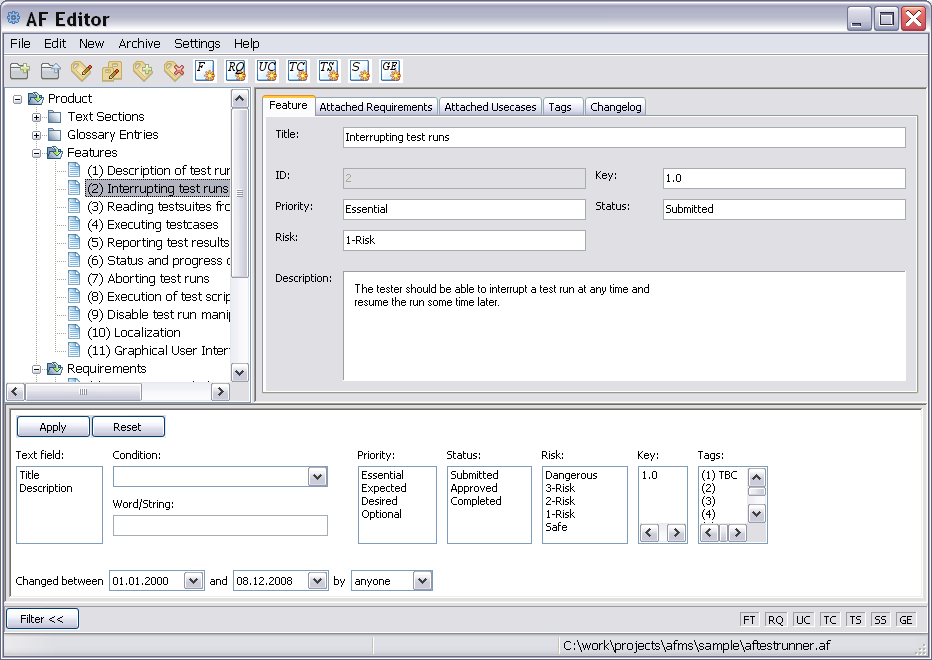 AF Editor
File Edit New Archive Settings Help
F RQ UC TC TS S GE
Product
Text Sections
Glossary Entries
Features
(1) Description of test run
(2) Interrupting test runs
(3) Reading testsuites fro
(4) Executing testcases
(5) Reporting test results
(6) Status and progress
(7) Aborting test runs
(8) Execution of test scrip
(9) Disable test run mani
(10) Localization
(11) Graphical User Inter
Requirements
Feature Attached Requirements Attached Usecases Tags Changelog
Title: Interrupting test runs
ID: 2 Key: 1.0
Priority: Essential Status: Submitted
Risk: 1-Risk
Description: The tester should be able to interrupt a test run at any time and
resume the run some time later.
Apply Reset
Text field: Condition: Priority: Status: Risk: Key: Tags:
Title
Description
Word/String:
Essential
Expected
Desired
Optional
Submitted
Approved
Completed
Dangerous
3-Risk
2-Risk
1-Risk
Safe
1.0
(1) TBC
(2)
(3)
(4)
Changed between 01.01.2000 and 08.12.2008 by anyone
Filter << FT RQ UC TC TS SS GE
C:\work\projects\afms\sample\aftestrunner.af